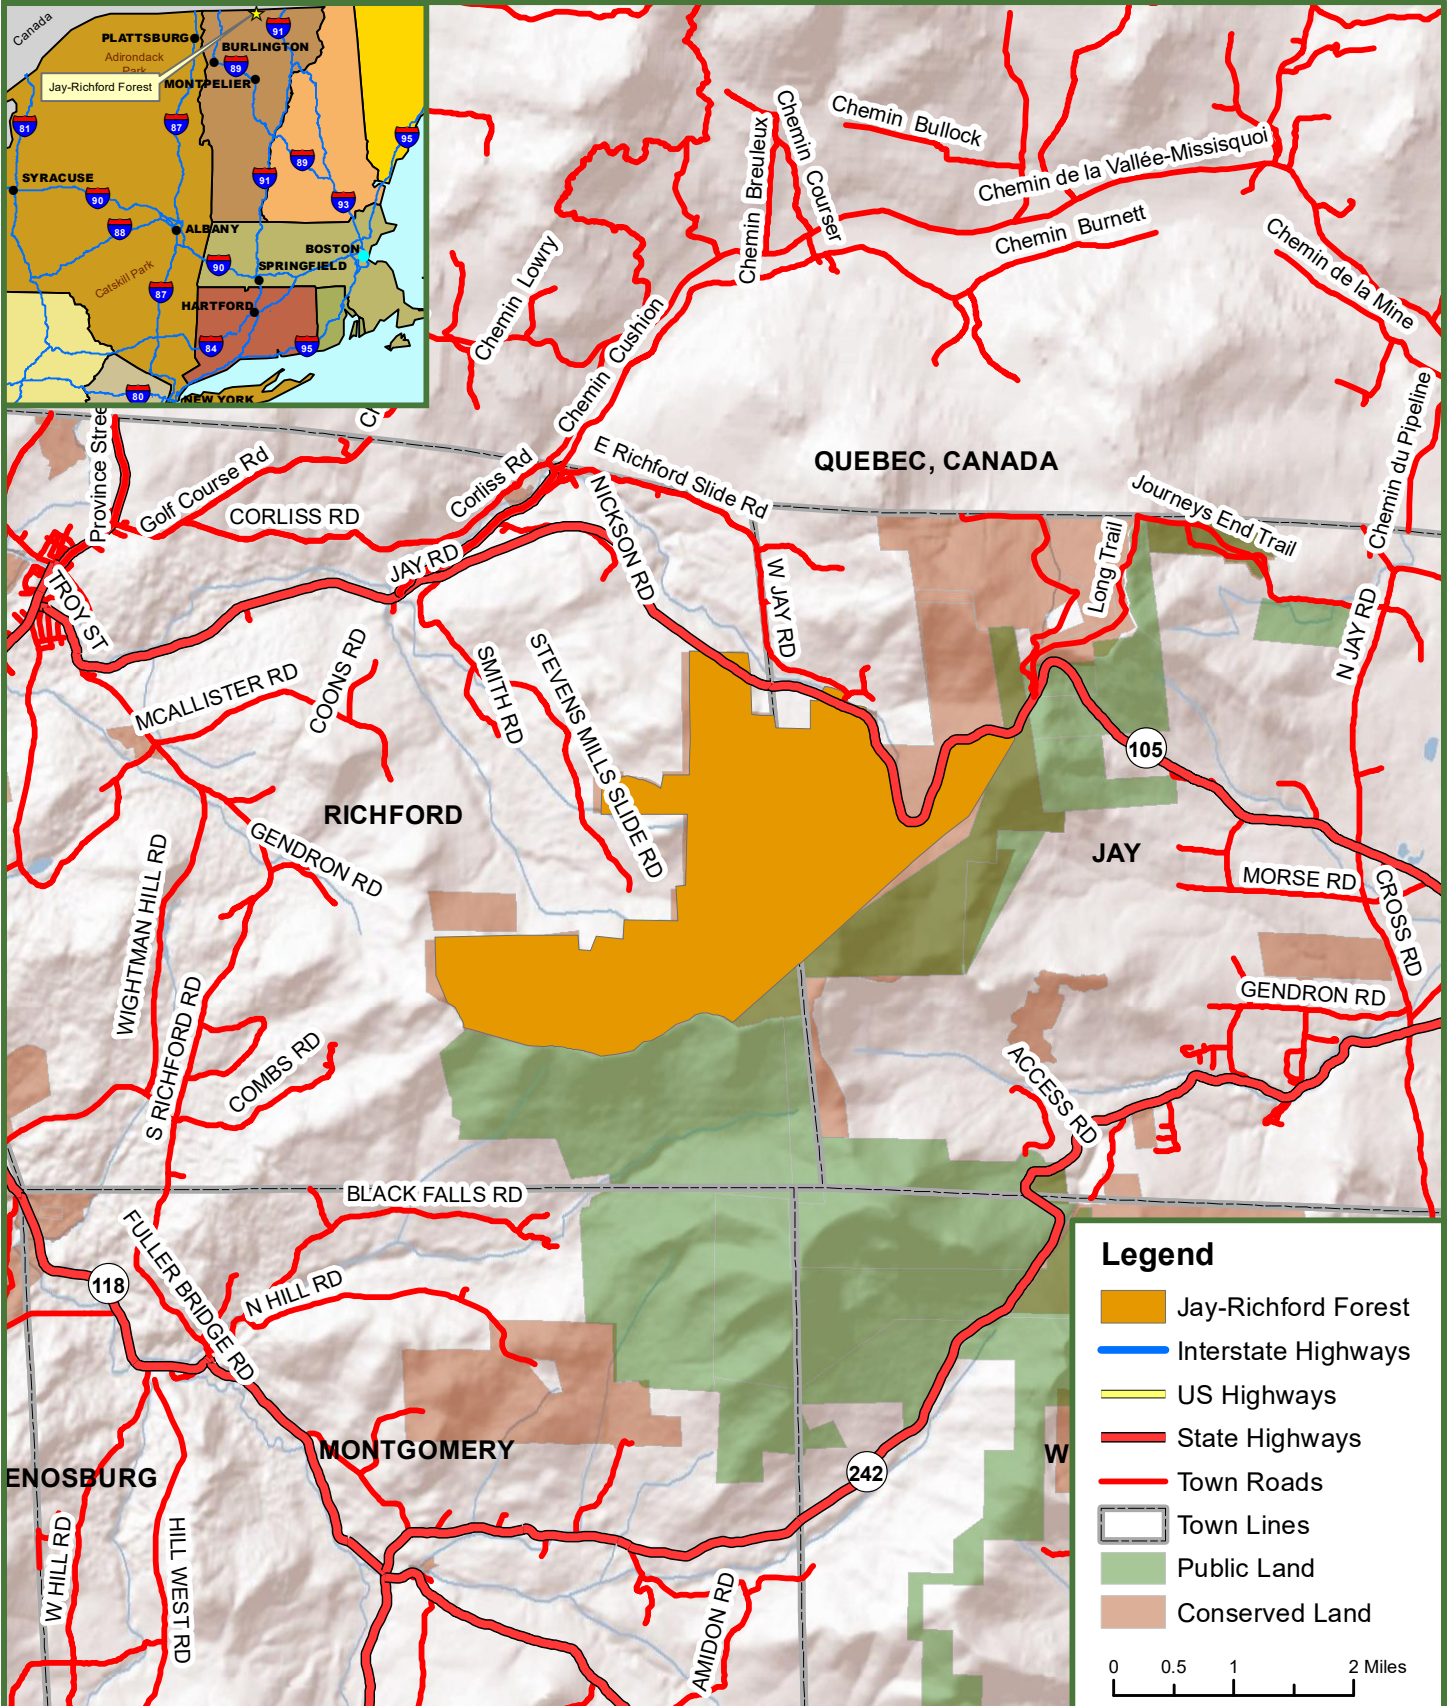 Canada
PLATTSBURG
91
BURLINGTON
Adirondack
Park
89
Jay-Richford Forest
MONTPELIER
81
87
95
89
SYRACUSE
91
90
93
88
ALBANY
BOSTON
90
SPRINGFIELD
Catskill Park
87
HARTFORD
84
95
80
NEW YORK
Chemin Bullock
Chemin Breuleux
Chemin Courser
Chemin de la Vallée-Missisquoi
Chemin Burnett
Chemin de la Mine
Chemin Lowry
Chemin Cushion
Chemin du Pipeline
Ch
Province Stree
Golf Course Rd
Corliss Rd
E Richford Slide Rd
QUEBEC, CANADA
Journeys End Trail
CORLISS RD
JAY RD
NICKSON RD
W JAY RD
Long Trail
N JAY RD
TROY ST
MCALLISTER RD
COONS RD
SMITH RD
STEVENS MILLS SLIDE RD
105
RICHFORD
JAY
GENDRON RD
MORSE RD
CROSS RD
WIGHTMAN HILL RD
S RICHFORD RD
GENDRON RD
COMBS RD
ACCESS RD
BLACK FALLS RD
FULLER BRIDGE RD
118
N HILL RD
MONTGOMERY
ENOSBURG
242
W
W HILL RD
HILL WEST RD
AMIDON RD
Legend
Jay-Richford Forest
Interstate Highways
US Highways
State Highways
Town Roads
Town Lines
Public Land
Conserved Land
0 0.5 1 2 Miles